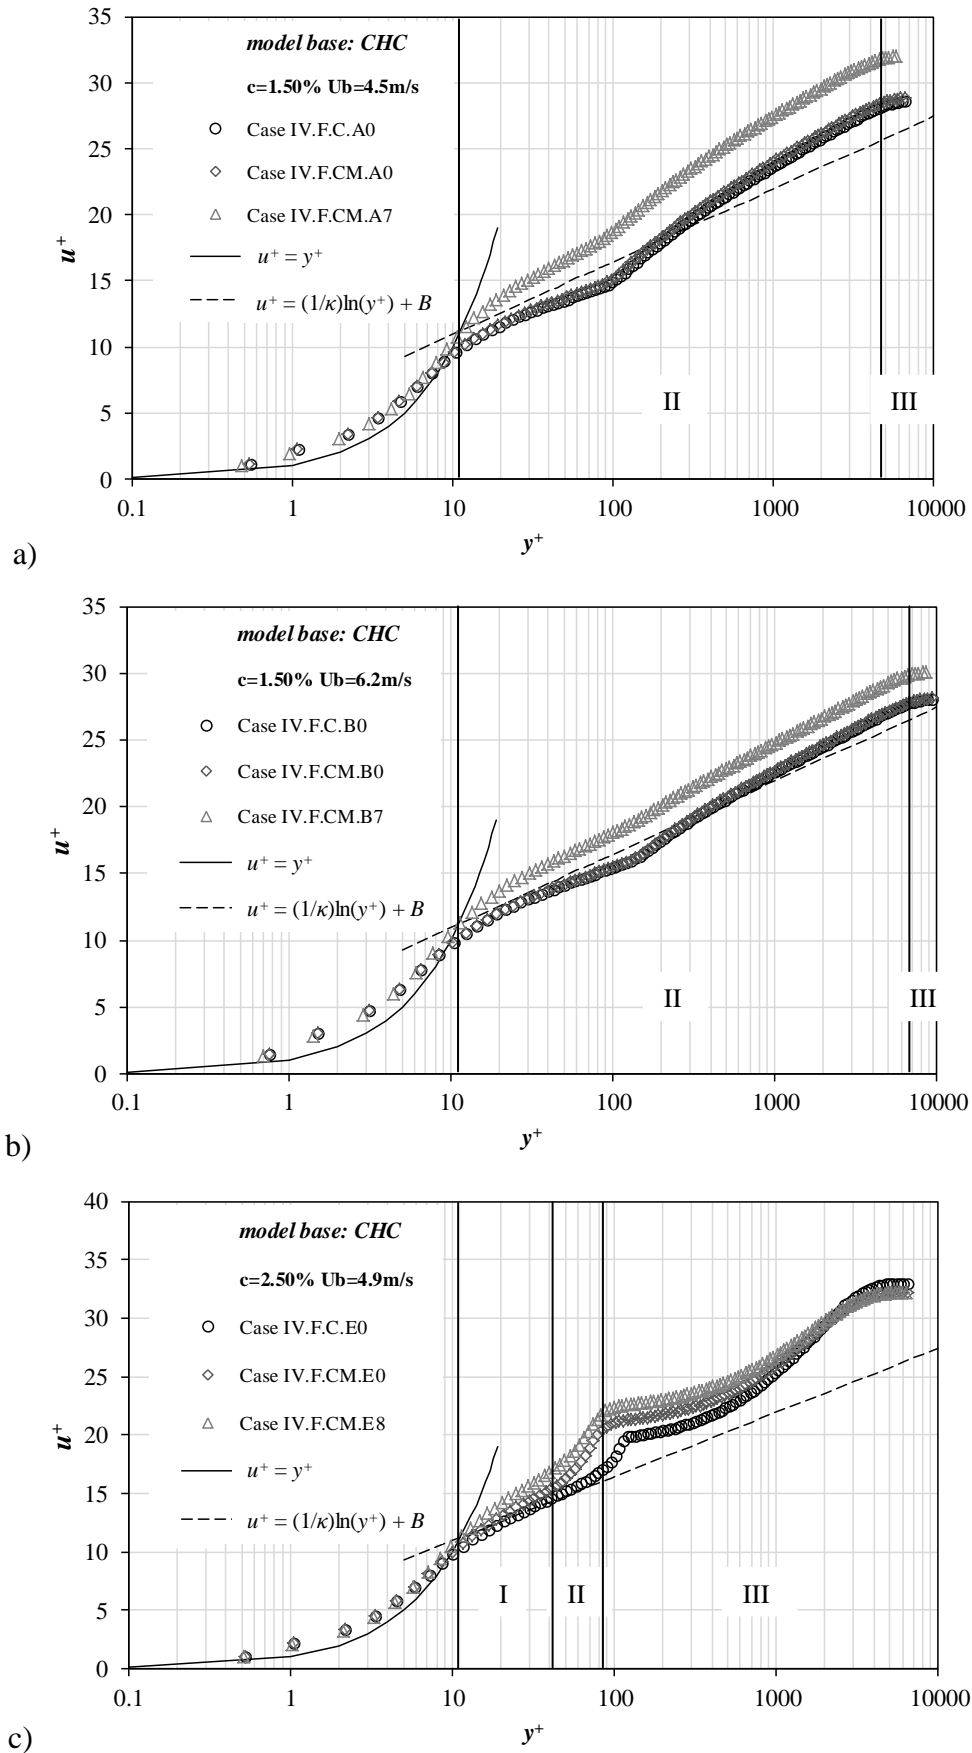 35
30
25
20
15
10
5
0
u⁺
model base: CHC
c=1.50% Ub=4.5m/s
Case IV.F.C.A0
Case IV.F.CM.A0
Case IV.F.CM.A7
u⁺ = y⁺
u⁺ = (1/κ)ln(y⁺) + B
II
III
0.1 1 10 100 1000 10000
y⁺
a)
35
30
25
20
15
10
5
0
u⁺
model base: CHC
c=1.50% Ub=6.2m/s
Case IV.F.C.B0
Case IV.F.CM.B0
Case IV.F.CM.B7
u⁺ = y⁺
u⁺ = (1/κ)ln(y⁺) + B
II
III
0.1 1 10 100 1000 10000
y⁺
b)
40
35
30
25
20
15
10
5
0
u⁺
model base: CHC
c=2.50% Ub=4.9m/s
Case IV.F.C.E0
Case IV.F.CM.E0
Case IV.F.CM.E8
u⁺ = y⁺
u⁺ = (1/κ)ln(y⁺) + B
I
II
III
0.1 1 10 100 1000 10000
y⁺
c)